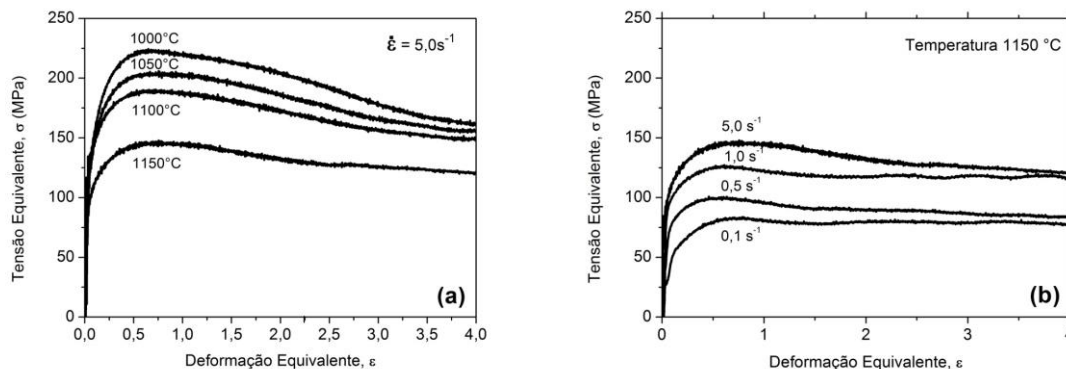 250
200
150
100
50
0
Tensão Equivalente, σ (MPa)
1000°C
1050°C
1100°C
1150°C
ε̇ = 5,0s⁻¹
(a)
0,0 0,5 1,0 1,5 2,0 2,5 3,0 3,5 4,0
Deformação Equivalente, ε
250
200
150
100
50
0
Tensão Equivalente, σ (MPa)
Temperatura 1150 °C
5,0 s⁻¹
1,0 s⁻¹
0,5 s⁻¹
0,1 s⁻¹
(b)
0 1 2 3 4
Deformação Equivalente, ε